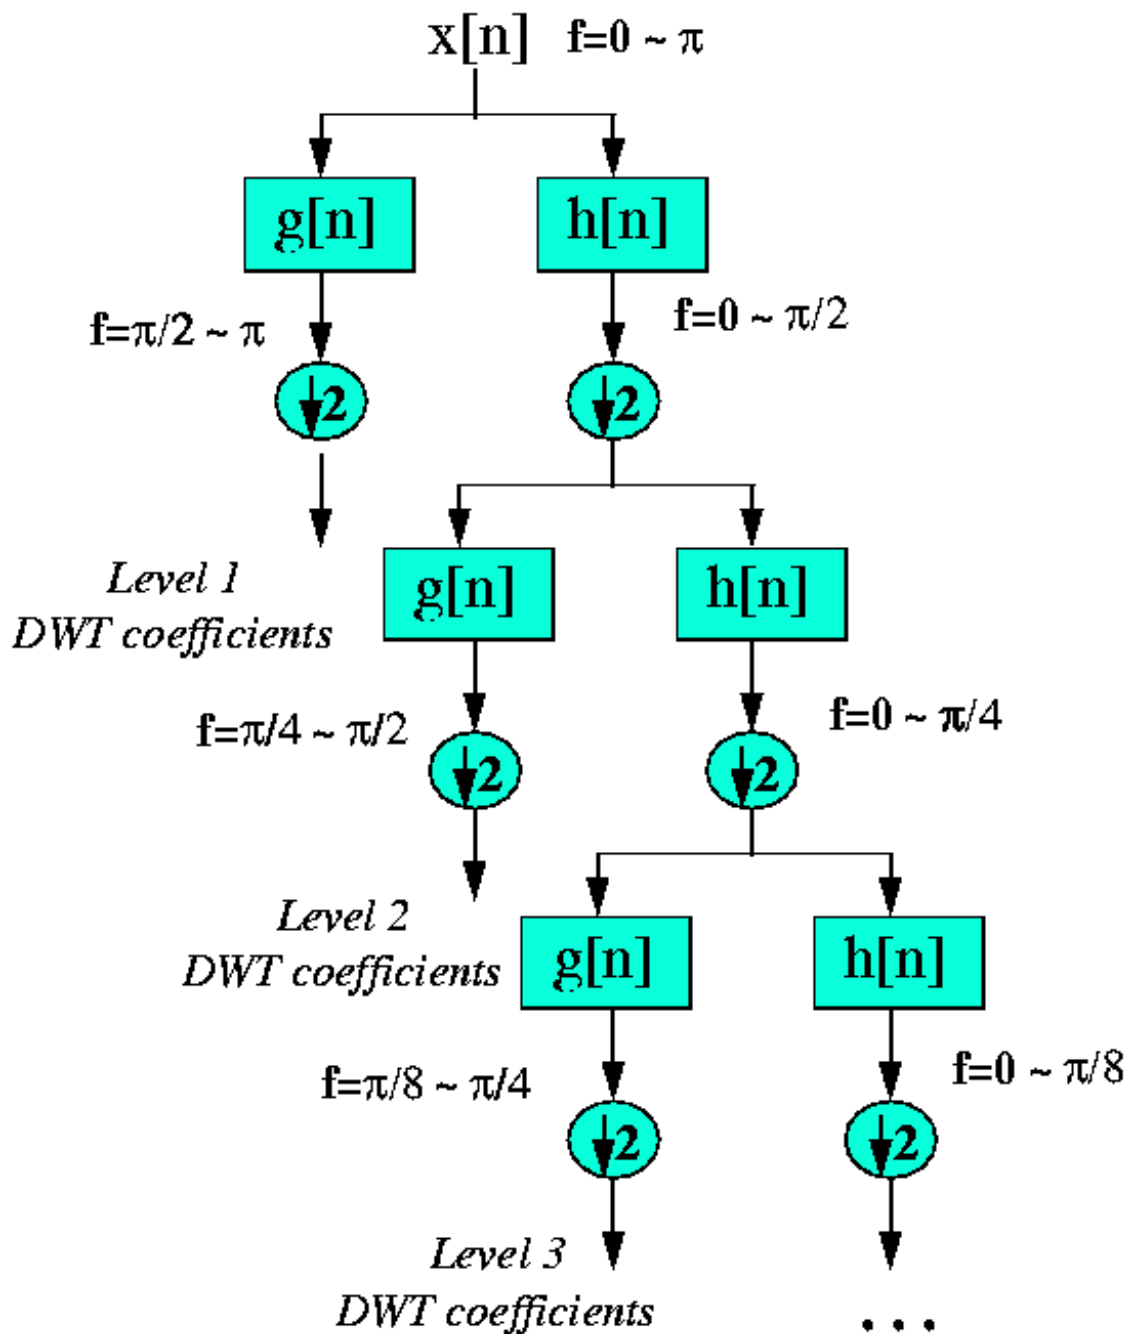 x[n] f=0 ~ π
g[n] h[n]
f=π/2 ~ π f=0 ~ π/2
2 2
Level 1
DWT coefficients
g[n] h[n]
f=π/4 ~ π/2 f=0 ~ π/4
2 2
Level 2
DWT coefficients
g[n] h[n]
f=π/8 ~ π/4 f=0 ~ π/8
2 2
Level 3
DWT coefficients ...